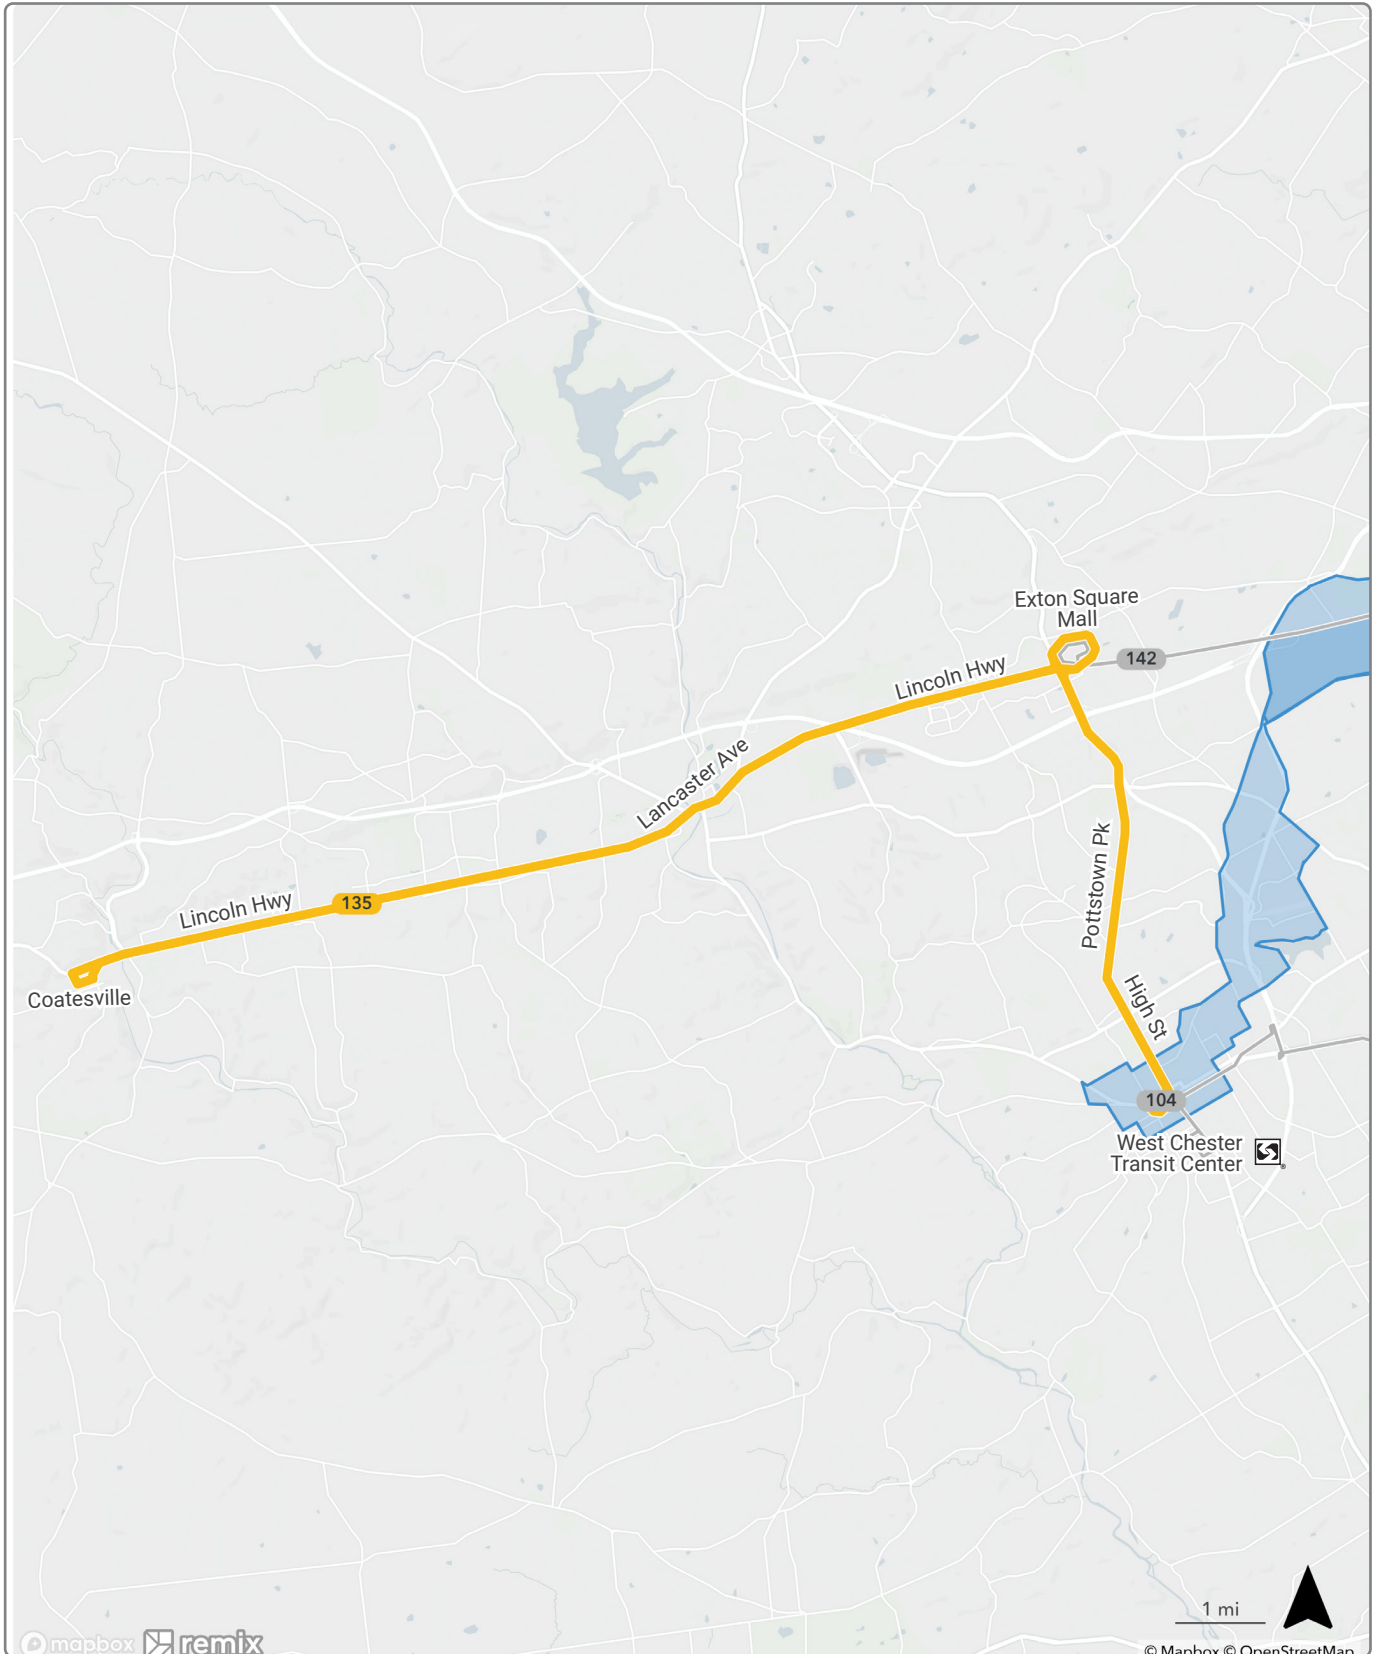 Exton Square
Mall
142
Lincoln Hwy
Lancaster Ave
Pottstown Pk
Lincoln Hwy
135
Coatesville
High St
104
West Chester
Transit Center
1 mi
mapbox remix
© Mapbox © OpenStreetMap